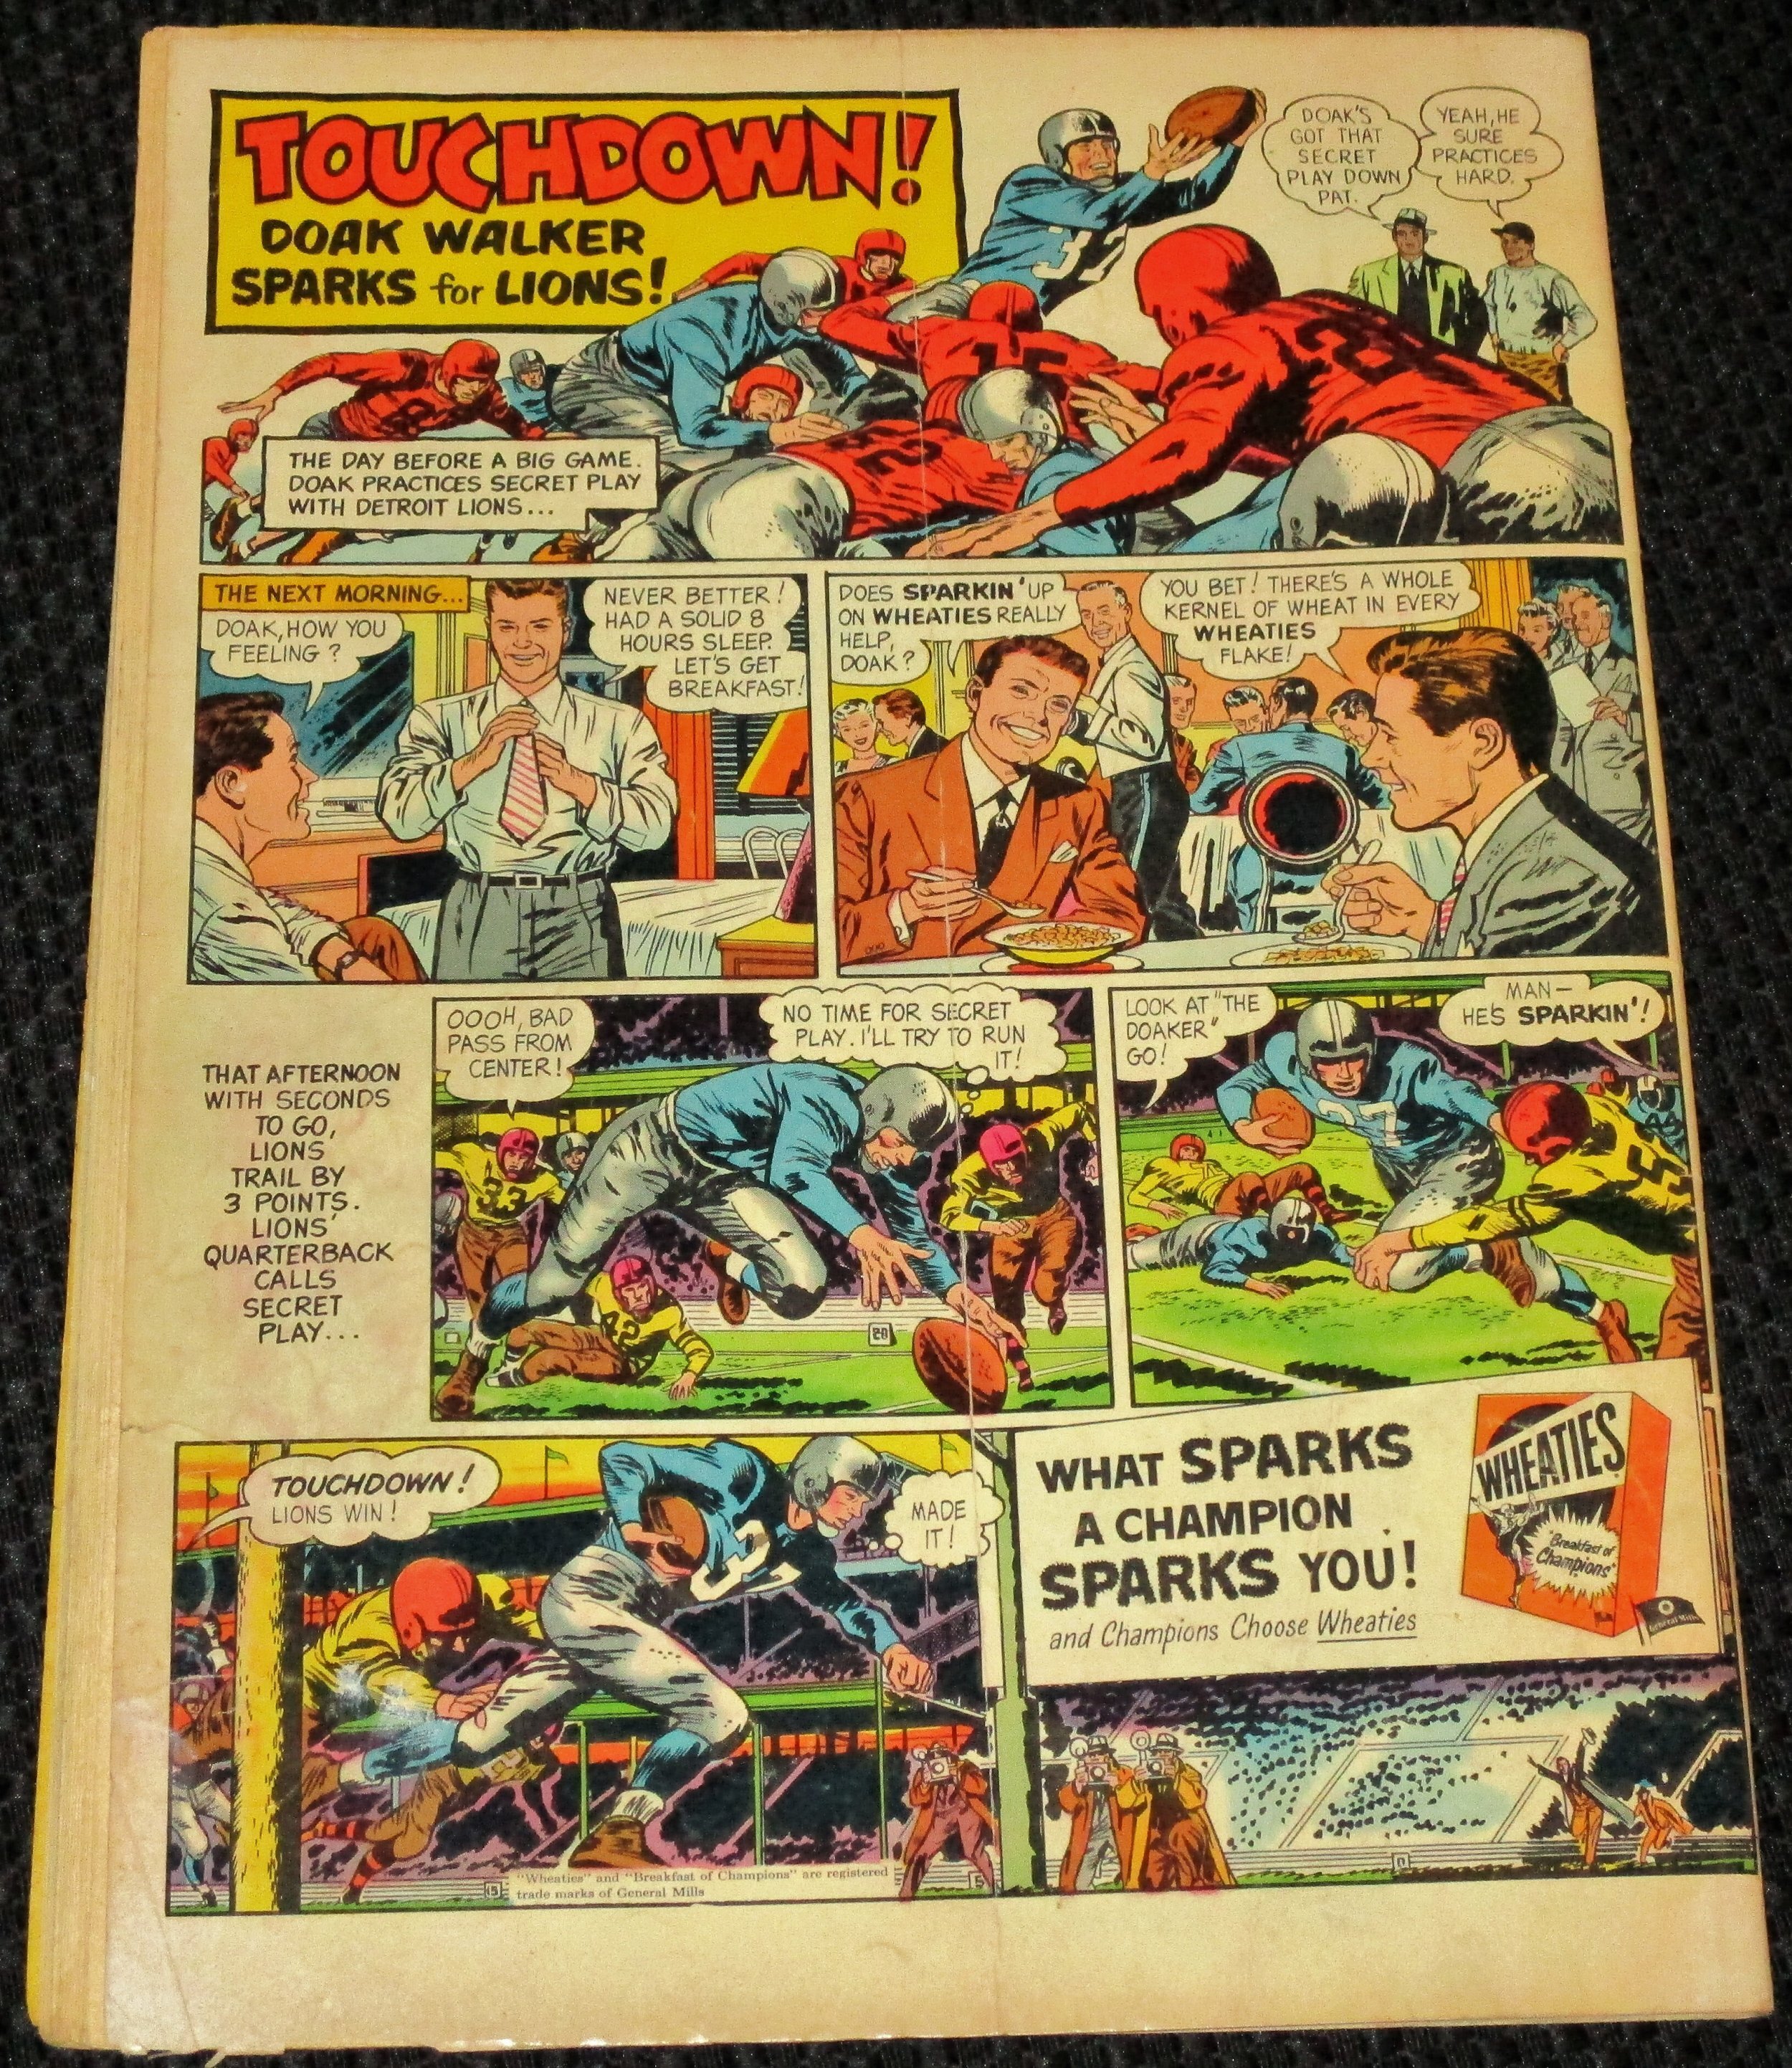 TOUCHDOWN!
DOAK WALKER
SPARKS for LIONS!
DOAK'S
GOT THAT
SECRET
PLAY DOWN
PAT.
YEAH, HE
SURE
PRACTICES
HARD.
37
THE DAY BEFORE A BIG GAME.
DOAK PRACTICES SECRET PLAY
WITH DETROIT LIONS...
THE NEXT MORNING...
DOAK, HOW YOU
FEELING?
NEVER BETTER!
HAD A SOLID 8
HOURS SLEEP.
LET'S GET
BREAKFAST!
DOES SPARKIN' UP
ON WHEATIES REALLY
HELP,
DOAK?
YOU BET! THERE'S A WHOLE
KERNEL OF WHEAT IN EVERY
WHEATIES
FLAKE!
THAT AFTERNOON
WITH SECONDS
TO GO,
LIONS
TRAIL BY
3 POINTS.
LIONS'
QUARTERBACK
CALLS
SECRET
PLAY...
OOOH, BAD
PASS FROM
CENTER!
NO TIME FOR SECRET
PLAY. I'LL TRY TO RUN
IT!
33
42
20
LOOK AT "THE
DOAKER"
GO!
MAN—
HE'S SPARKIN'!
37
TOUCHDOWN!
LIONS WIN!
MADE
IT!
WHAT SPARKS
A CHAMPION
SPARKS YOU!
and Champions Choose Wheaties
WHEATIES
"Breakfast of
Champions"
General Mills
"Wheaties" and "Breakfast of Champions" are registered
trade marks of General Mills